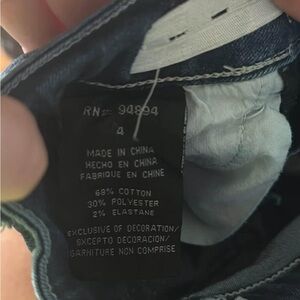 RN# 94894
4
MADE IN CHINA
HECHO EN CHINA
FABRIQUE EN CHINE
68% COTTON
30% POLYESTER
2% ELASTANE
EXCLUSIVE OF DECORATION/
EXCEPTO DECORACION/
GARNITURE NON COMPRISE